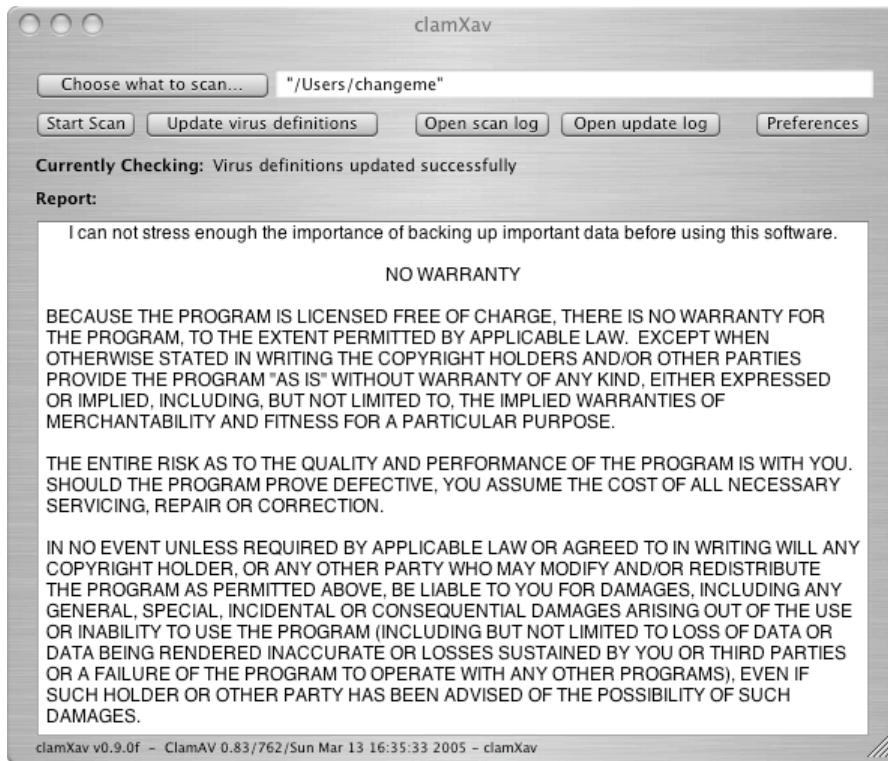 clamXav
Choose what to scan... "/Users/changeme"
Start Scan Update virus definitions Open scan log Open update log Preferences
Currently Checking: Virus definitions updated successfully
Report:
I can not stress enough the importance of backing up important data before using this software.
NO WARRANTY
BECAUSE THE PROGRAM IS LICENSED FREE OF CHARGE, THERE IS NO WARRANTY FOR
THE PROGRAM, TO THE EXTENT PERMITTED BY APPLICABLE LAW. EXCEPT WHEN
OTHERWISE STATED IN WRITING THE COPYRIGHT HOLDERS AND/OR OTHER PARTIES
PROVIDE THE PROGRAM "AS IS" WITHOUT WARRANTY OF ANY KIND, EITHER EXPRESSED
OR IMPLIED, INCLUDING, BUT NOT LIMITED TO, THE IMPLIED WARRANTIES OF
MERCHANTABILITY AND FITNESS FOR A PARTICULAR PURPOSE.
THE ENTIRE RISK AS TO THE QUALITY AND PERFORMANCE OF THE PROGRAM IS WITH YOU.
SHOULD THE PROGRAM PROVE DEFECTIVE, YOU ASSUME THE COST OF ALL NECESSARY
SERVICING, REPAIR OR CORRECTION.
IN NO EVENT UNLESS REQUIRED BY APPLICABLE LAW OR AGREED TO IN WRITING WILL ANY
COPYRIGHT HOLDER, OR ANY OTHER PARTY WHO MAY MODIFY AND/OR REDISTRIBUTE
THE PROGRAM AS PERMITTED ABOVE, BE LIABLE TO YOU FOR DAMAGES, INCLUDING ANY
GENERAL, SPECIAL, INCIDENTAL OR CONSEQUENTIAL DAMAGES ARISING OUT OF THE USE
OR INABILITY TO USE THE PROGRAM (INCLUDING BUT NOT LIMITED TO LOSS OF DATA OR
DATA BEING RENDERED INACCURATE OR LOSSES SUSTAINED BY YOU OR THIRD PARTIES
OR A FAILURE OF THE PROGRAM TO OPERATE WITH ANY OTHER PROGRAMS), EVEN IF
SUCH HOLDER OR OTHER PARTY HAS BEEN ADVISED OF THE POSSIBILITY OF SUCH
DAMAGES.
clamXav v0.9.0f - ClamAV 0.83/762/Sun Mar 13 16:35:33 2005 - clamXav